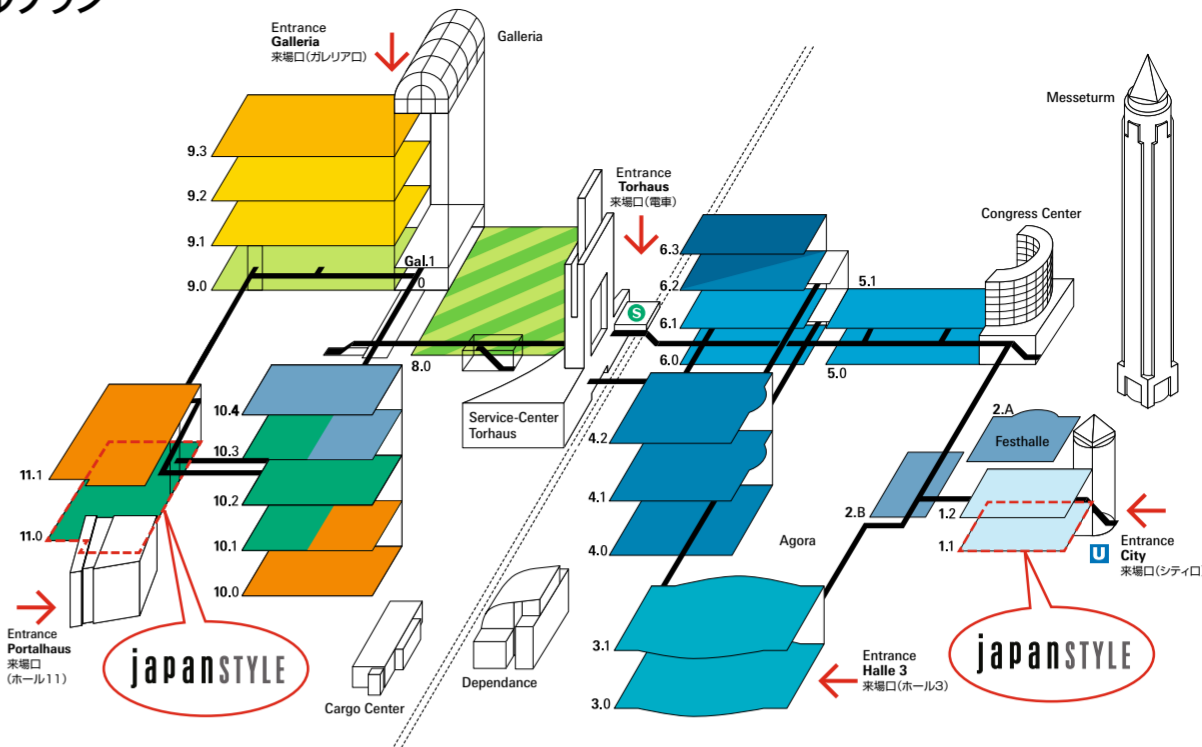 Entrance
Galleria
来場口(ガレリア口)
Galleria
Messeturm
9.3
9.2
9.1
9.0
Gal.1
0
Entrance
Torhaus
来場口(電車)
Congress Center
6.3
6.2
6.1
6.0
5.1
5.0
S
8.0
Service-Center
Torhaus
10.4
10.3
10.2
10.1
10.0
11.1
11.0
4.2
4.1
4.0
2.A
Festhalle
2.B
1.2
1.1
U
Entrance
City
来場口(シティ口)
Agora
Entrance
Portalhaus
来場口
(ホール11)
japanSTYLE
Cargo Center
Dependance
3.1
3.0
Entrance
Halle 3
来場口(ホール3)
japanSTYLE